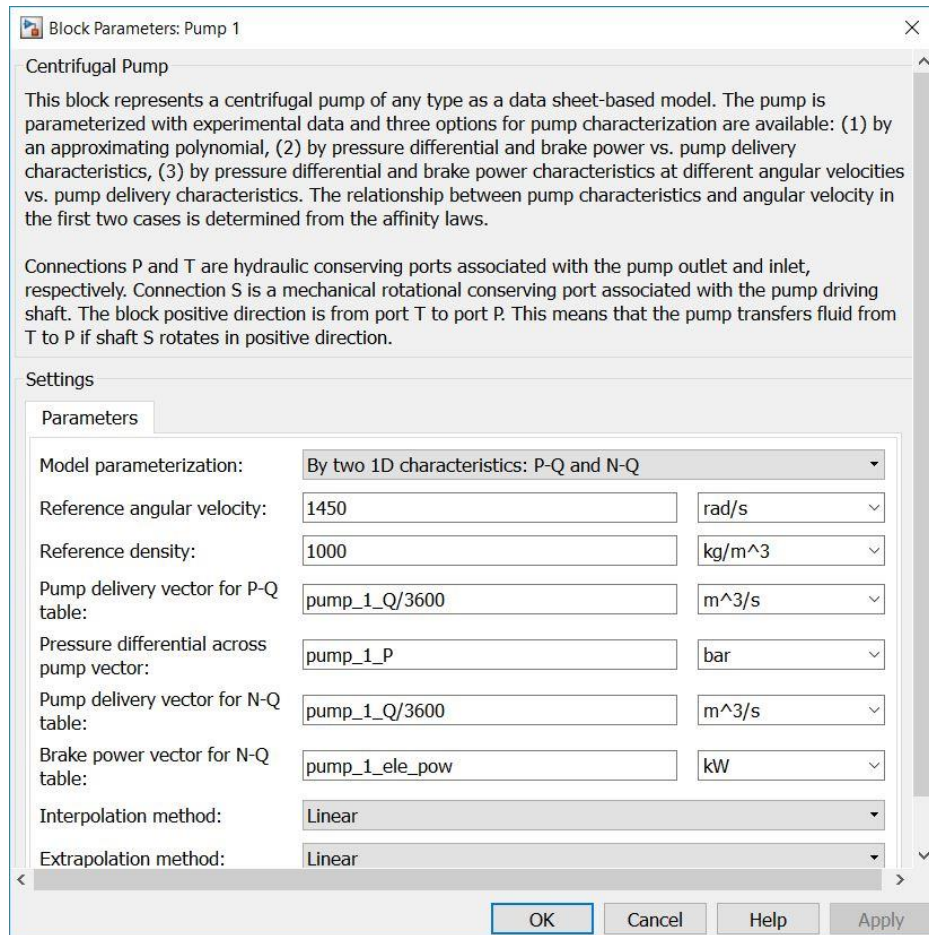 Block Parameters: Pump 1
Centrifugal Pump
This block represents a centrifugal pump of any type as a data sheet-based model. The pump is
parameterized with experimental data and three options for pump characterization are available: (1) by
an approximating polynomial, (2) by pressure differential and brake power vs. pump delivery
characteristics, (3) by pressure differential and brake power characteristics at different angular velocities
vs. pump delivery characteristics. The relationship between pump characteristics and angular velocity in
the first two cases is determined from the affinity laws.
Connections P and T are hydraulic conserving ports associated with the pump outlet and inlet,
respectively. Connection S is a mechanical rotational conserving port associated with the pump driving
shaft. The block positive direction is from port T to port P. This means that the pump transfers fluid from
T to P if shaft S rotates in positive direction.
Settings
Parameters
Model parameterization: By two 1D characteristics: P-Q and N-Q
Reference angular velocity: 1450 rad/s
Reference density: 1000 kg/m^3
Pump delivery vector for P-Q
table: pump_1_Q/3600 m^3/s
Pressure differential across
pump vector: pump_1_P bar
Pump delivery vector for N-Q
table: pump_1_Q/3600 m^3/s
Brake power vector for N-Q
table: pump_1_ele_pow kW
Interpolation method: Linear
Extrapolation method: Linear
OK Cancel Help Apply